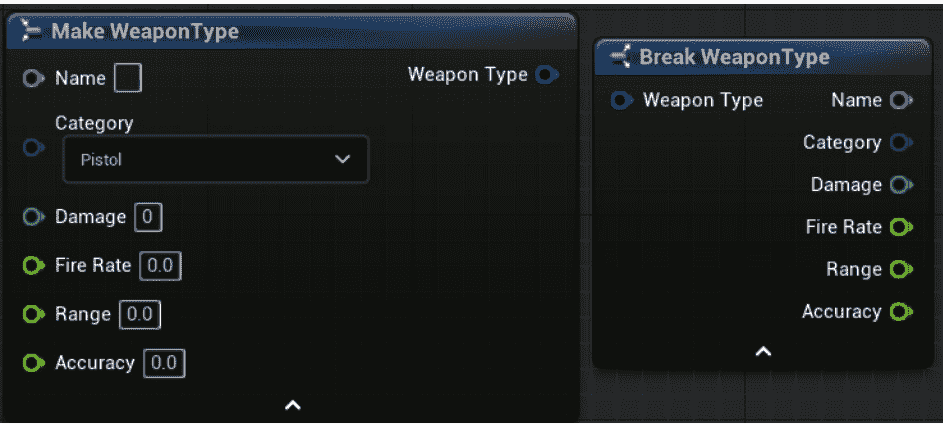 Make WeaponType
Name
Weapon Type
Category
Pistol
Damage 0
Fire Rate 0.0
Range 0.0
Accuracy 0.0
Break WeaponType
Weapon Type
Name
Category
Damage
Fire Rate
Range
Accuracy